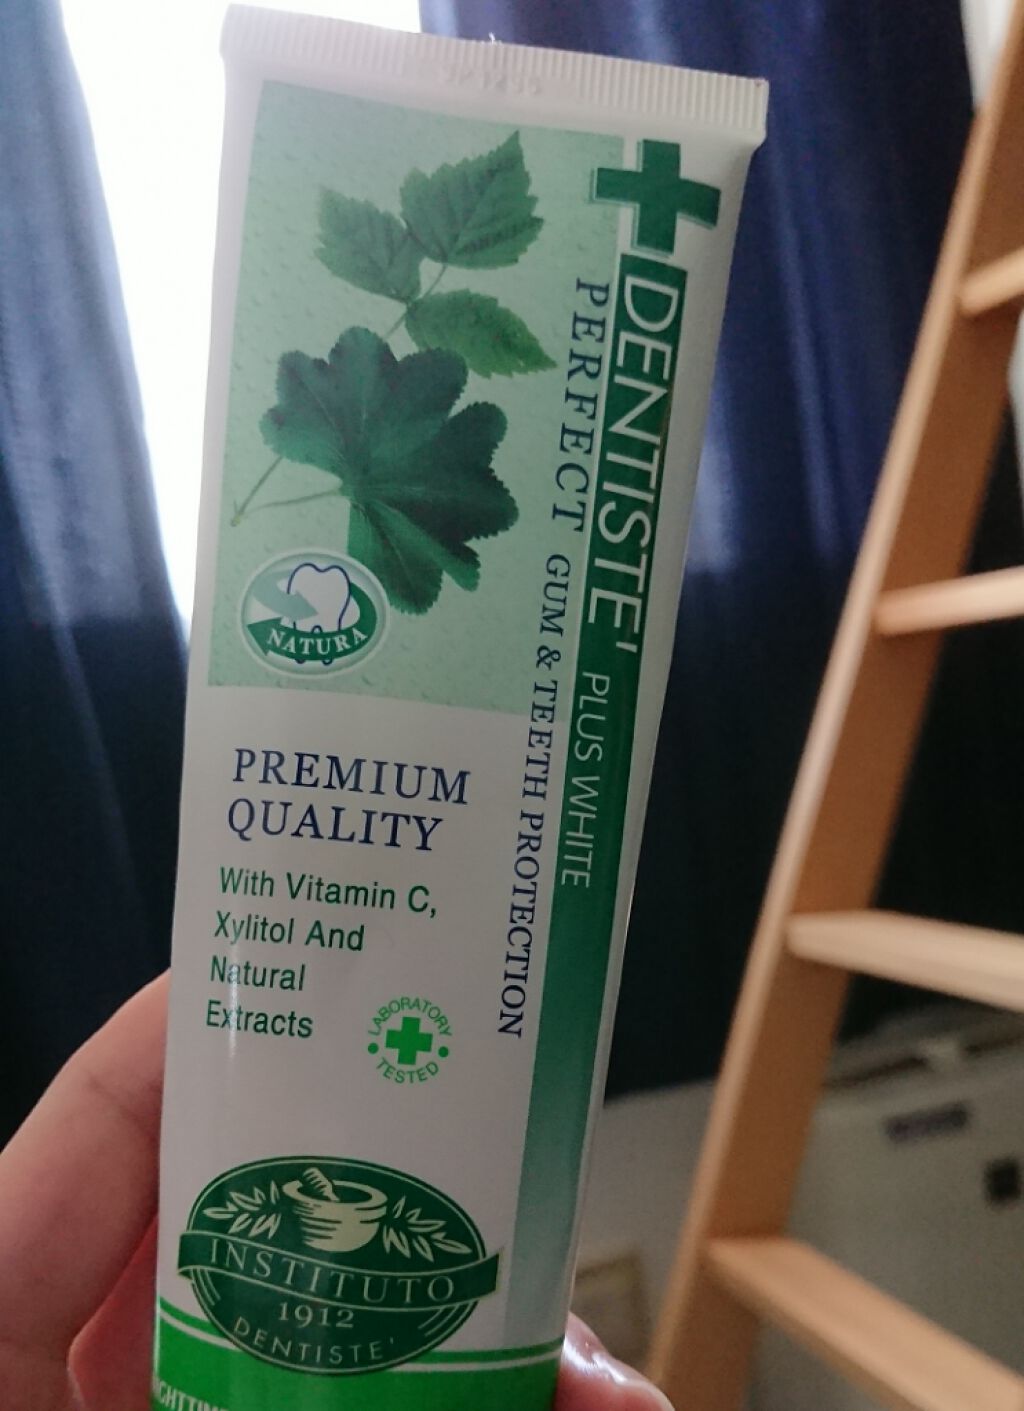 DENTISTE' PLUS WHITE
PERFECT GUM & TEETH PROTECTION
NATURA
PREMIUM
QUALITY
With Vitamin C,
Xylitol And
Natural
Extracts
LABORATORY
TESTED
INSTITUTO
1912
DENTISTE'